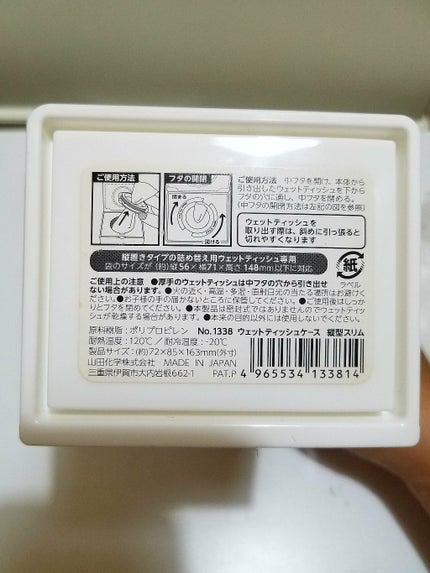 ご使用方法
フタの開閉
閉まる
開ける
ご使用方法 中フタを開け、本体から
引き出したウェットティッシュを下から
フタの穴に通し、中フタを閉める。
(中フタの開閉方法は左記の図を参照)
ウェットティッシュを
取り出す際は、斜めに引っ張ると
切れやすくなります
縦置きタイプの詰め替え用ウェットティッシュ専用
袋のサイズが(約)縦56×横71×高さ148mm以下に対応
紙
ラベル
ご使用上の注意 ●厚手のウェットティッシュは中フタの穴から引き出せ
ない場合があります。●火の近く・高温・多湿・直射日光の当たる場所はお避けく
ださい。●お子様の手の届かないところに保管してください。●ご使用後はしっか
りとフタを閉めてください。●本製品は密封式ではありませんのでウェットティッ
シュが乾燥する場合があります。●本来の目的以外には使用しないでください。
原料樹脂:ポリプロピレン No.1338 ウェットティッシュケース 縦型スリム
耐熱温度:120℃/耐冷温度:-20℃
製品サイズ:(約)72×85×163mm(外寸)
山田化学株式会社 MADE IN JAPAN
三重県伊賀市大内岩根662-1 PAT.P
4 965534 133814